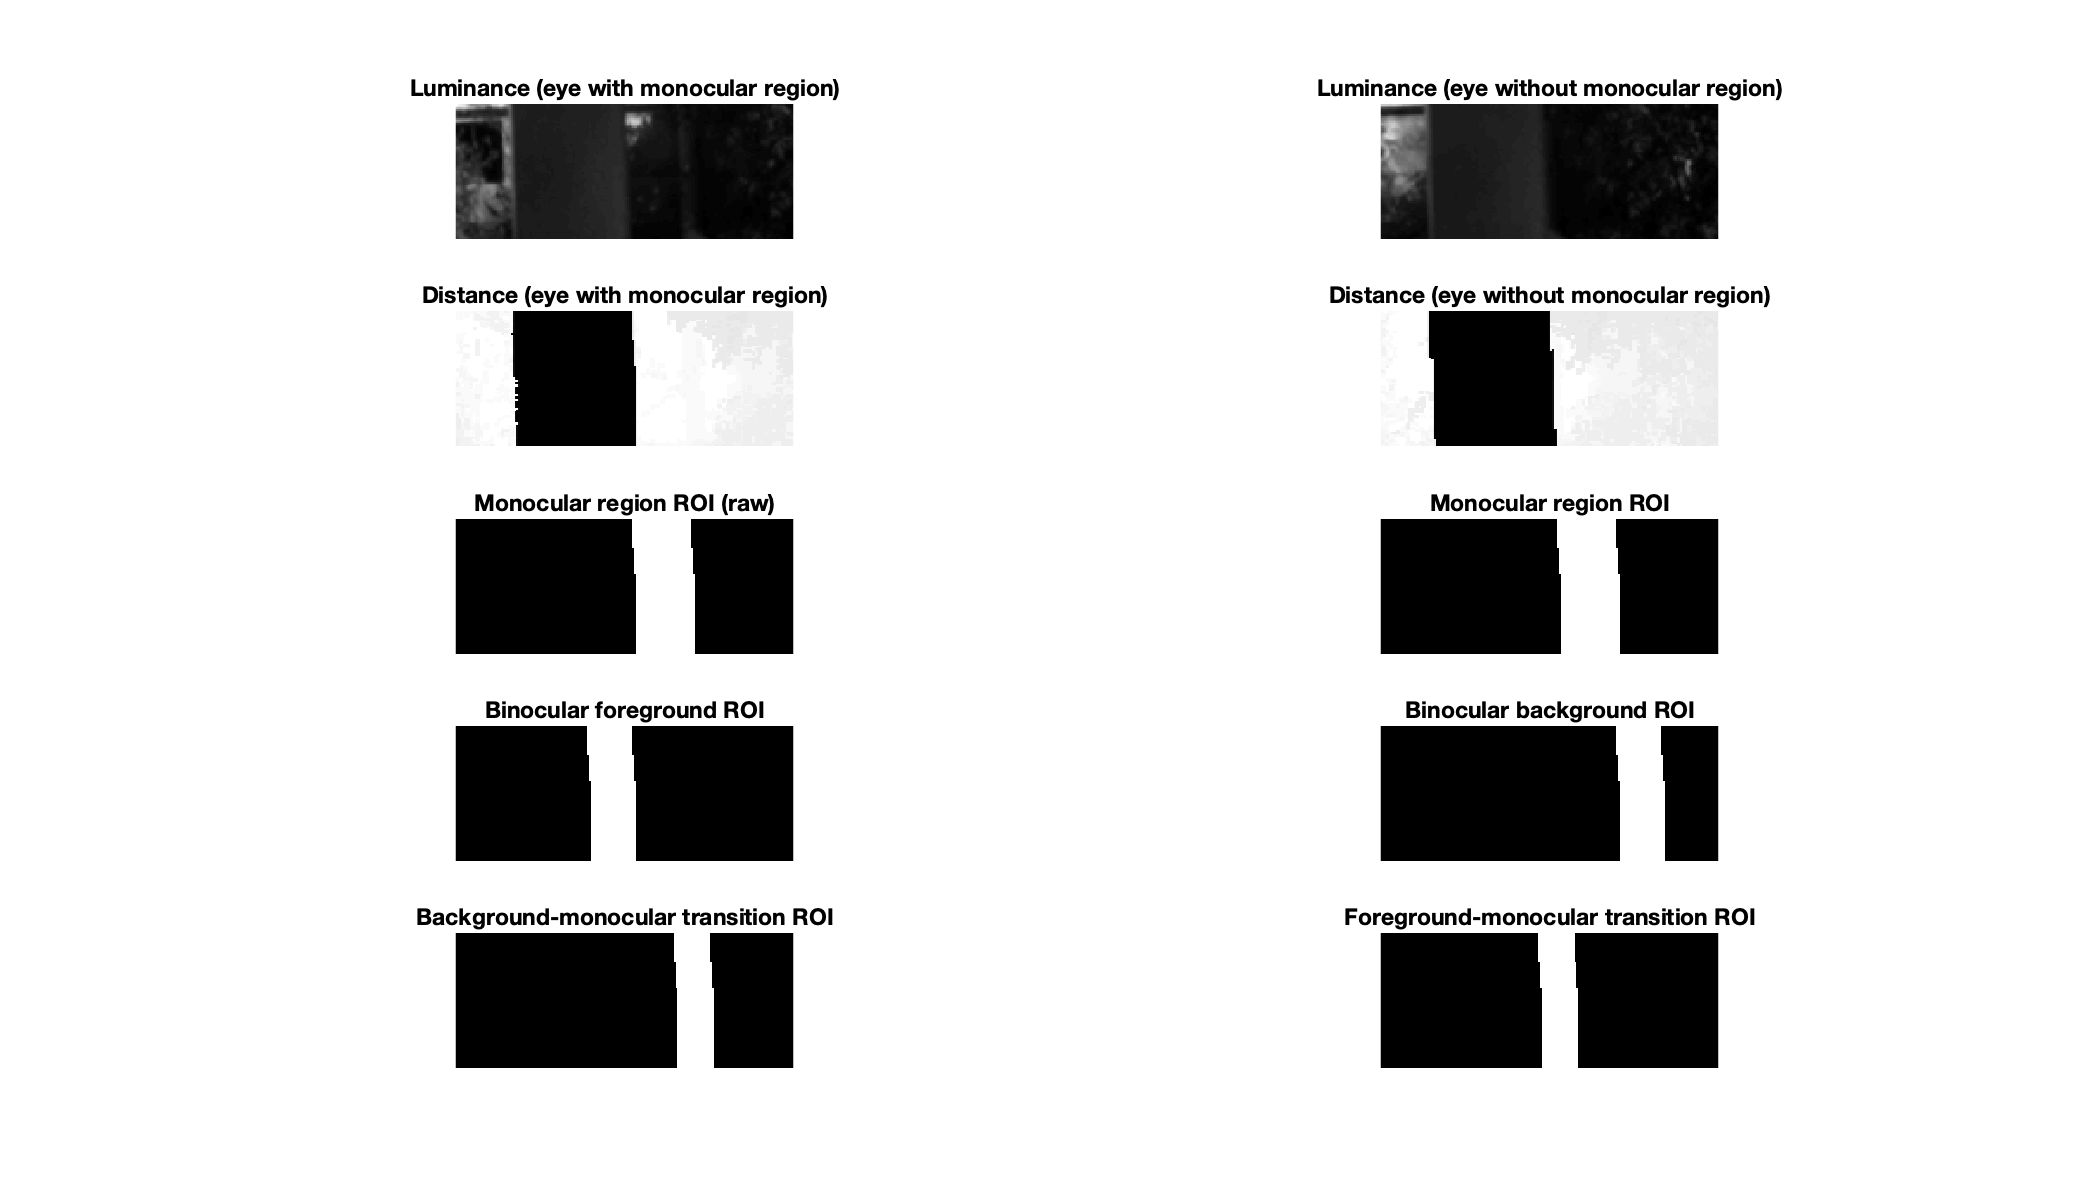 Luminance (eye with monocular region)
Luminance (eye without monocular region)
Distance (eye with monocular region)
Distance (eye without monocular region)
Monocular region ROI (raw)
Monocular region ROI
Binocular foreground ROI
Binocular background ROI
Background-monocular transition ROI
Foreground-monocular transition ROI